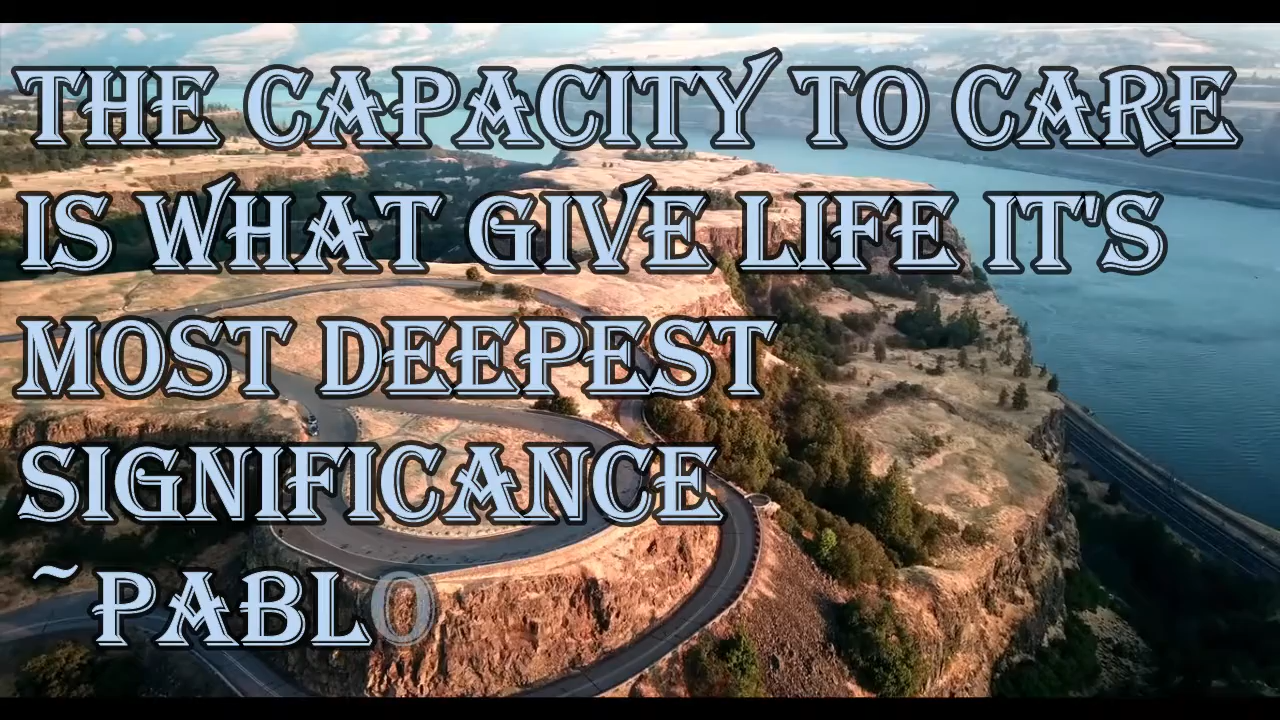 THE CAPACITY TO CARE
IS WHAT GIVE LIFE IT'S
MOST DEEPEST
SIGNIFICANCE
~PABLO